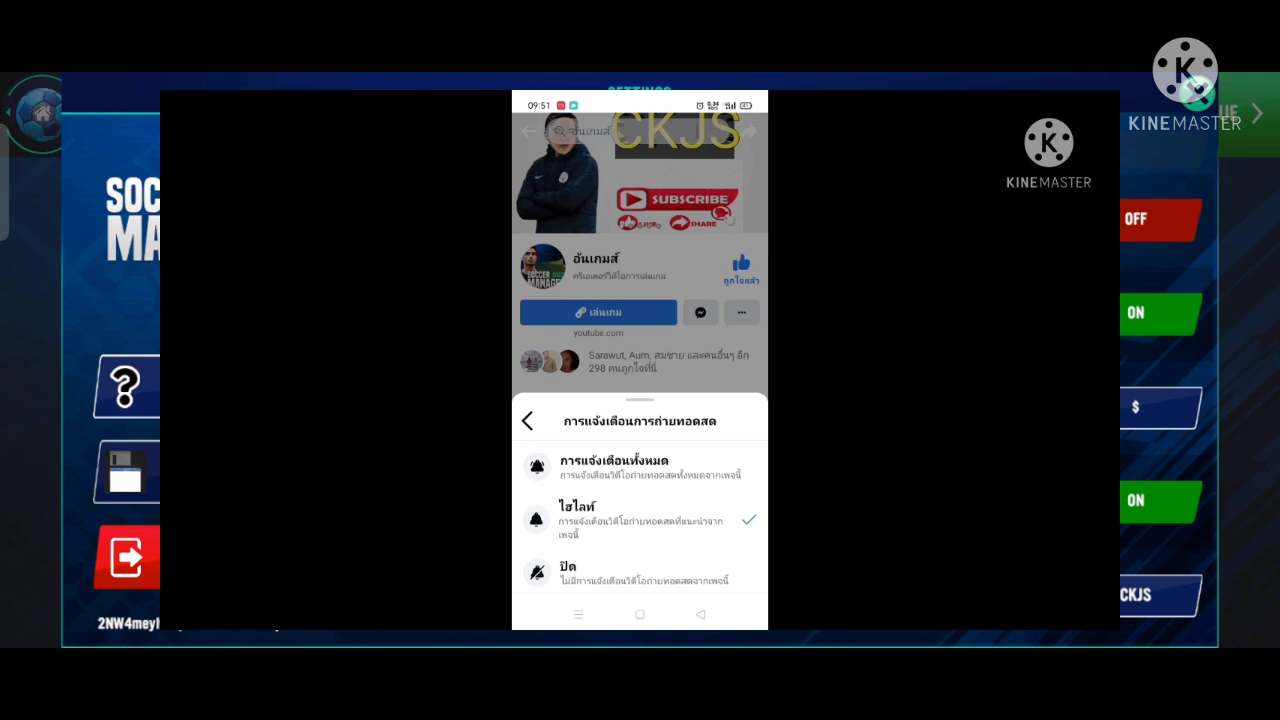 SETTINGS
KINEMASTER
KINEMASTER
SOC
MA
OFF
ON
$
ON
CKJS
2NW4mey
09:51
อันเกมส์
CKJS
SUBSCRIBE
LIKE
SHARE
SOCCER
MANAG
อันเกมส์
ครีเอเตอร์วิดีโอการเล่นเกม
ถูกใจแล้ว
เล่นเกม
youtube.com
Sarawut, Aum, สมชาย และคนอื่นๆ อีก
298 คนถูกใจที่นี่
การแจ้งเตือนการถ่ายทอดสด
การแจ้งเตือนทั้งหมด
การแจ้งเตือนวิดีโอถ่ายทอดสดทั้งหมดจากเพจนี้
ไฮไลท์
การแจ้งเตือนวิดีโอถ่ายทอดสดที่แนะนำจาก
เพจนี้
ปิด
ไม่มีการแจ้งเตือนวิดีโอถ่ายทอดสดจากเพจนี้